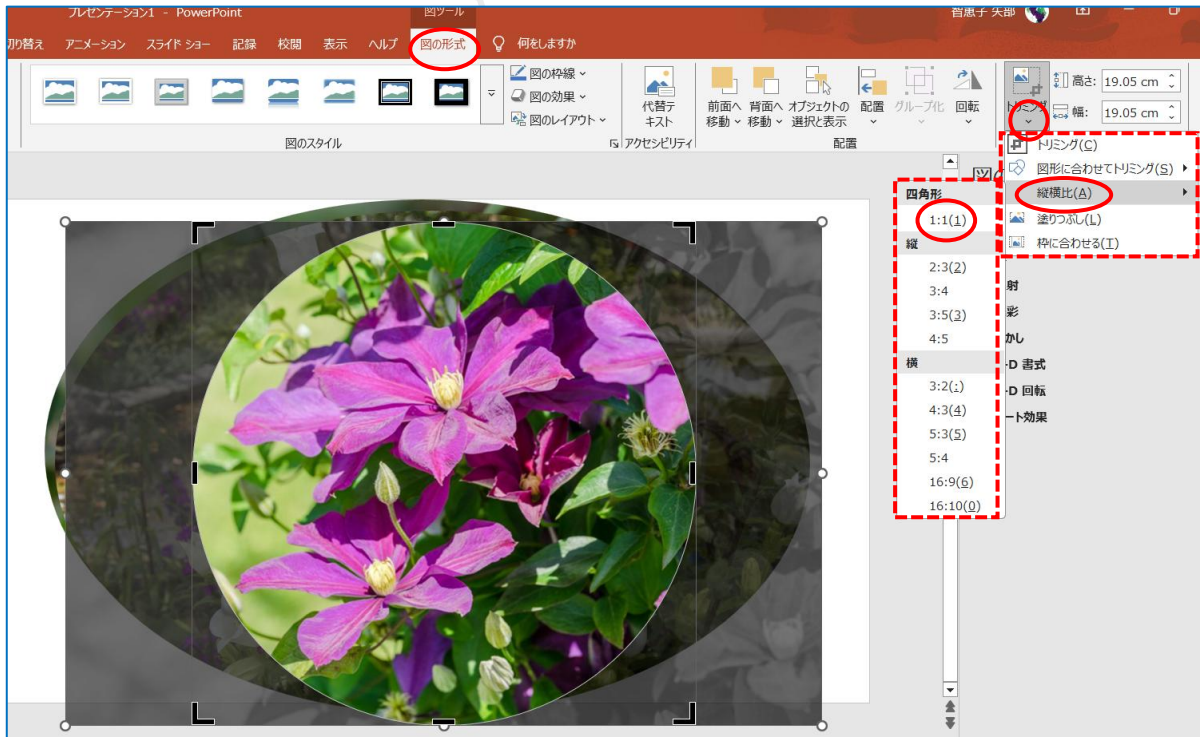 プレゼンテーション1 - PowerPoint
図ツール
智恵子 矢部
切り替え アニメーション スライド ショー 記録 校閲 表示 ヘルプ 図の形式 何をしますか
図の枠線
図の効果
図のレイアウト
代替テ
キスト
前面へ
移動
背面へ
移動
オブジェクトの
選択と表示
配置
グループ化
回転
トリミング
高さ: 19.05 cm
幅: 19.05 cm
図のスタイル
アクセシビリティ
配置
トリミング(C)
図形に合わせてトリミング(S)
縦横比(A)
塗りつぶし(L)
枠に合わせる(T)
四角形
1:1(1)
縦
2:3(2)
3:4
3:5(3)
4:5
横
3:2(:)
4:3(4)
5:3(5)
5:4
16:9(6)
16:10(0)
射
彩
かし
-D 書式
-D 回転
ート効果